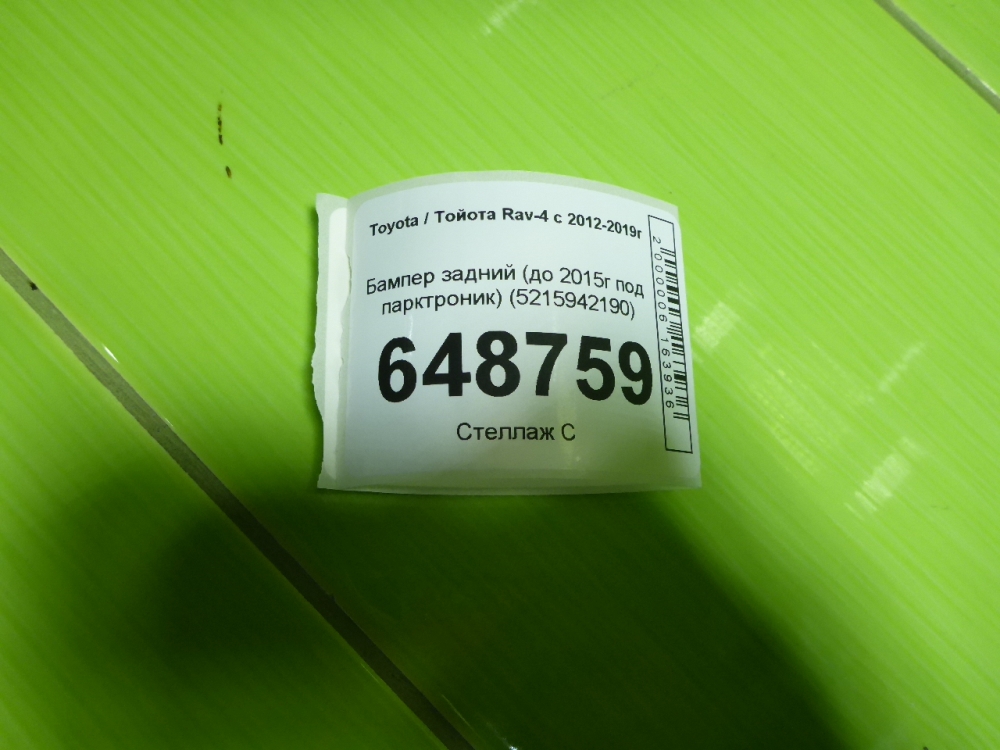 Toyota / Тойота Rav-4 с 2012-2019г
Бампер задний (до 2015г под
парктроник) (5215942190)
648759
Стеллаж С
2000006163936